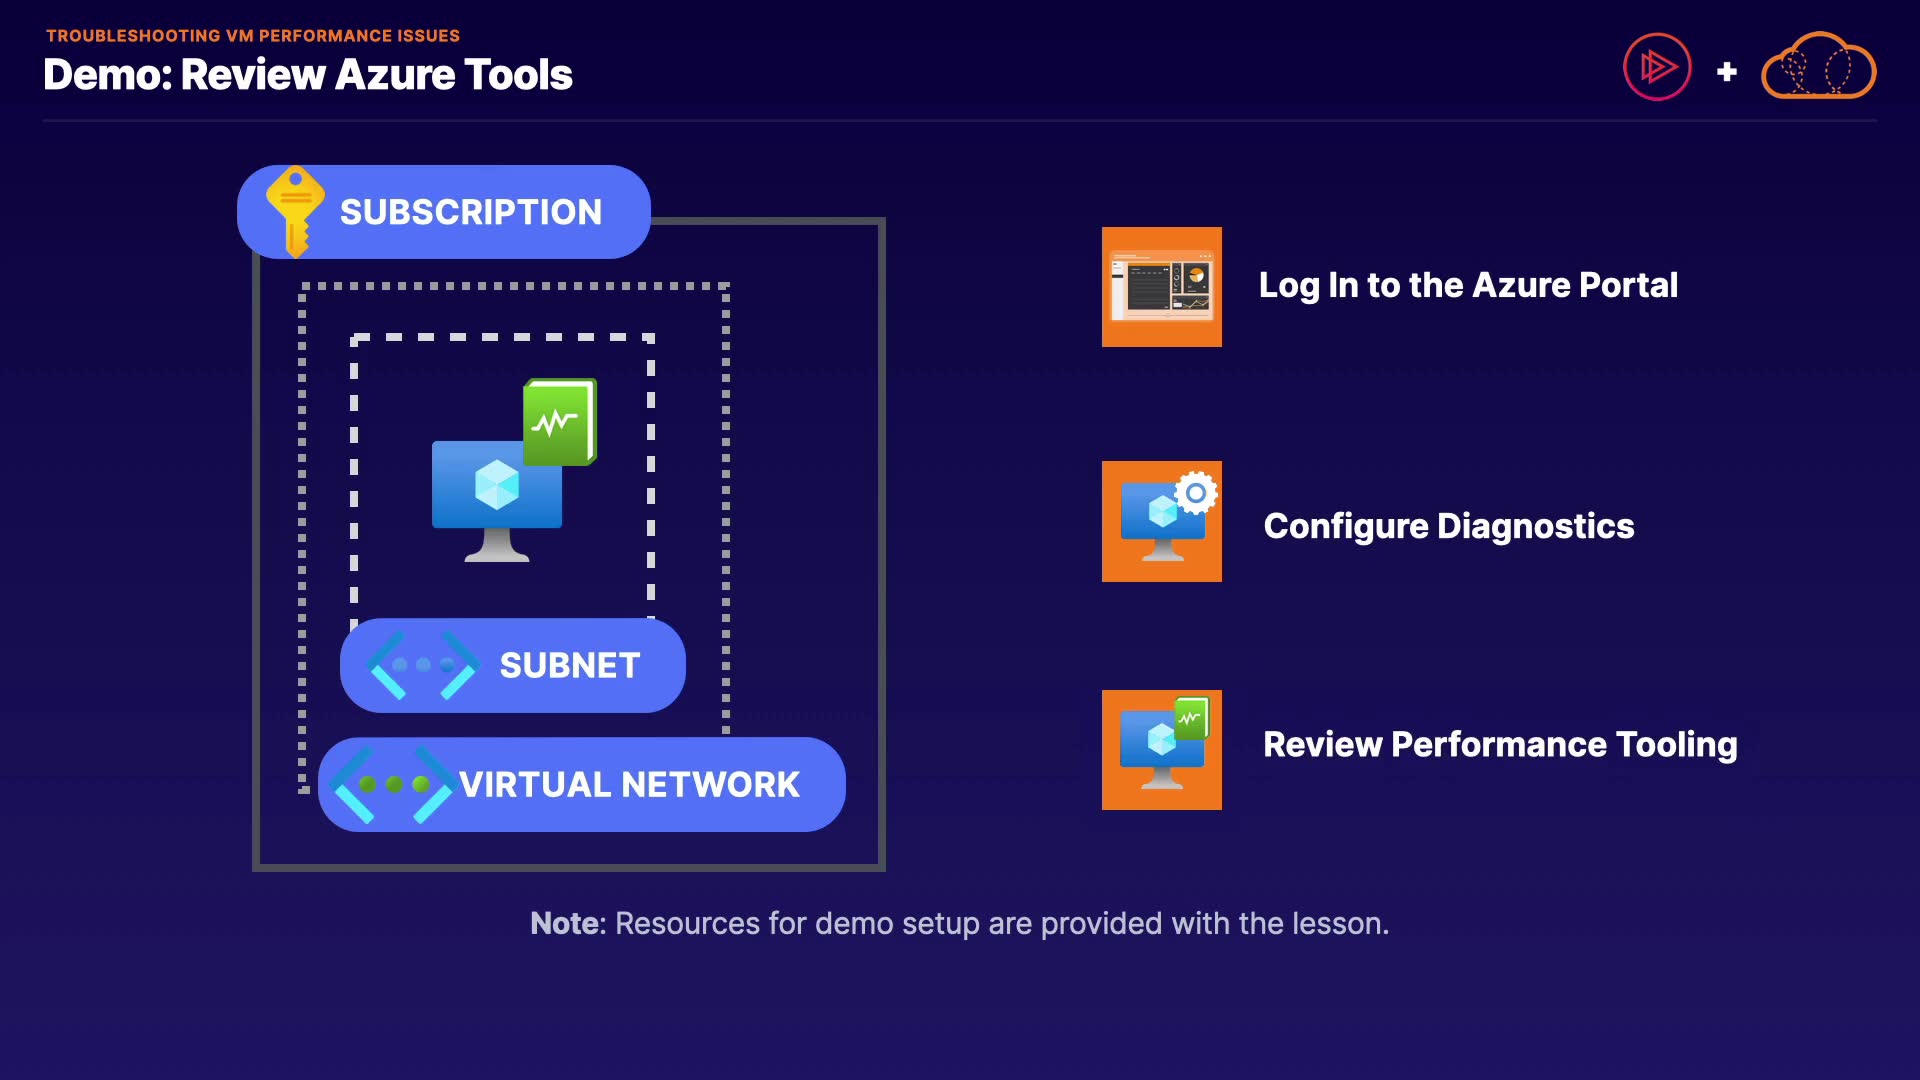 TROUBLESHOOTING VM PERFORMANCE ISSUES
Demo: Review Azure Tools
SUBSCRIPTION
SUBNET
VIRTUAL NETWORK
Log In to the Azure Portal
Configure Diagnostics
Review Performance Tooling
Note: Resources for demo setup are provided with the lesson.